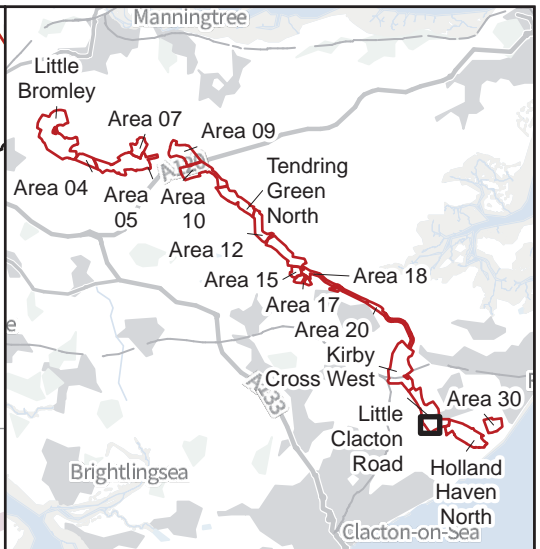 Manningtree
Little
Bromley
Area 07
Area 09
A120
Tendring
Green
North
Area 04
Area
05
Area
10
Area 12
Area 15
Area 18
Area 17
Area 20
e
Kirby
Cross West
A133
Area 30
Little
Clacton
Road
Holland
Haven
North
Brightlingsea
Clacton-on-Sea